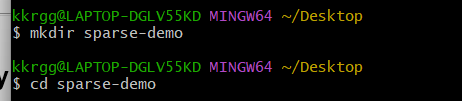 kkrgg@LAPTOP-DGLV55KD MINGW64 ~/Desktop
$ mkdir sparse-demo
kkrgg@LAPTOP-DGLV55KD MINGW64 ~/Desktop
$ cd sparse-demo